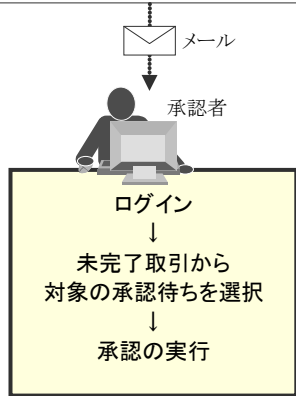 メール
承認者
ログイン
↓
未完了取引から
対象の承認待ちを選択
↓
承認の実行